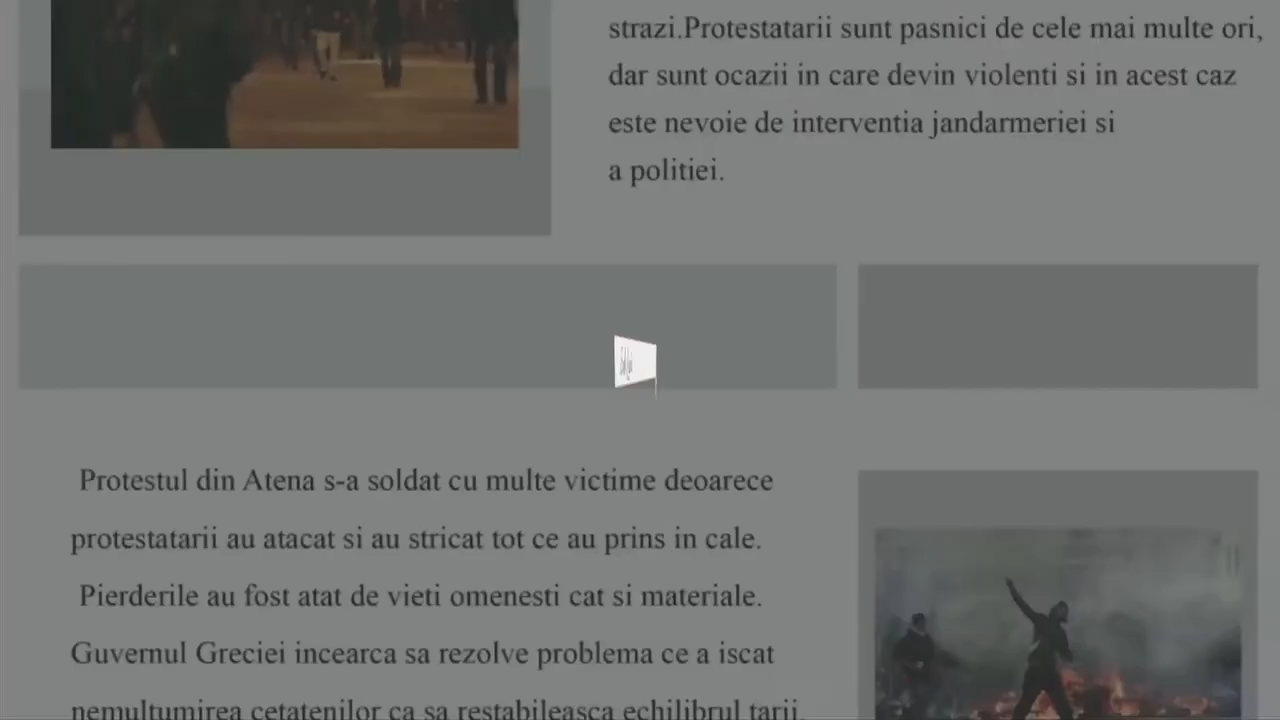 strazi.Protestatarii sunt pasnici de cele mai multe ori,
dar sunt ocazii in care devin violenti si in acest caz
este nevoie de interventia jandarmeriei si
a politiei.
Protestul din Atena s-a soldat cu multe victime deoarece
protestatarii au atacat si au stricat tot ce au prins in cale.
Pierderile au fost atat de vieti omenesti cat si materiale.
Guvernul Greciei incearca sa rezolve problema ce a iscat
nemultumirea cetatenilor ca sa restabileasca echilibrul tarii.